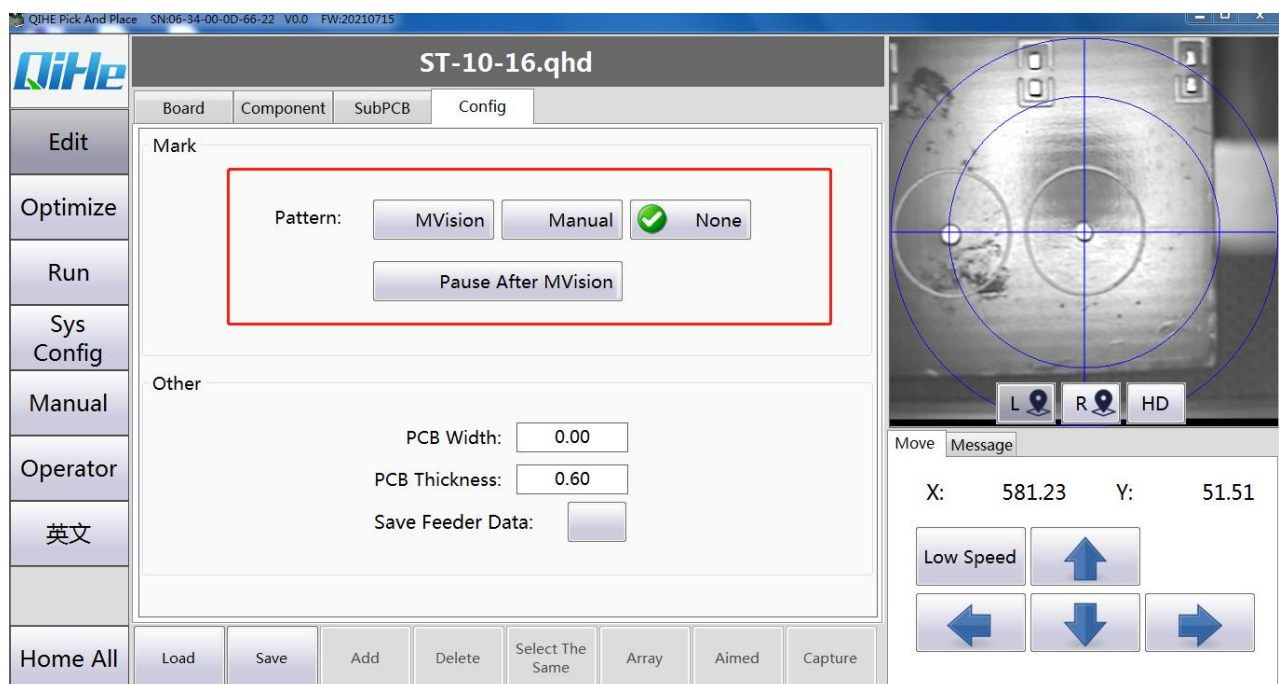 QIHE Pick And Place SN:06-34-00-0D-66-22 V0.0 FW:20210715
QiHe
ST-10-16.qhd
Board Component SubPCB Config
Edit
Optimize
Run
Sys
Config
Manual
Operator
英文
Home All
Mark
Pattern: MVision Manual None
Pause After MVision
Other
PCB Width: 0.00
PCB Thickness: 0.60
Save Feeder Data:
Load Save Add Delete Select The Same Array Aimed Capture
L R HD
Move Message
X: 581.23 Y: 51.51
Low Speed